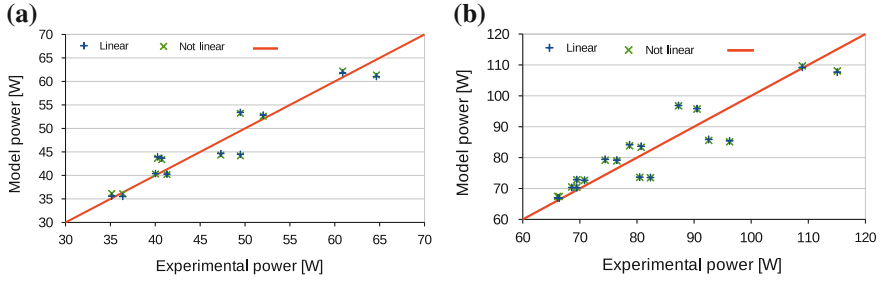 (a)
Linear Not linear
70
65
60
55
50
45
40
35
30
30 35 40 45 50 55 60 65 70
Model power [W]
Experimental power [W]
(b)
Linear Not linear
120
110
100
90
80
70
60
60 70 80 90 100 110 120
Model power [W]
Experimental power [W]